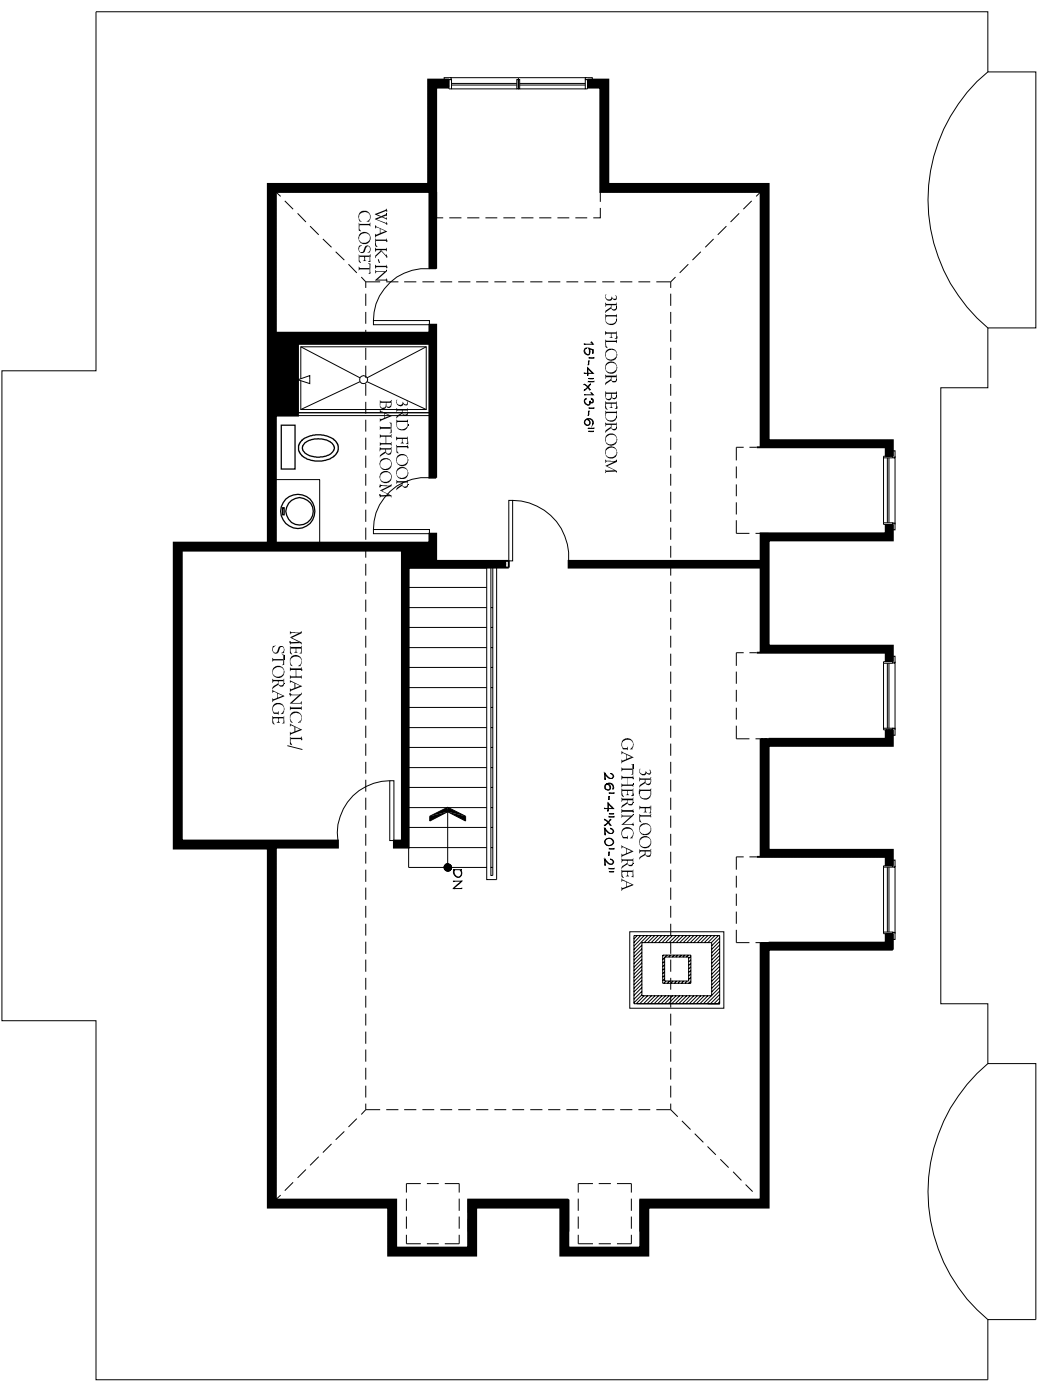 WALK-IN
CLOSET
3RD FLOOR BEDROOM
15'-4"x13'-6"
3RD FLOOR
BATHROOM
MECHANICAL/
STORAGE
3RD FLOOR
GATHERING AREA
26'-4"x20'-2"
DN